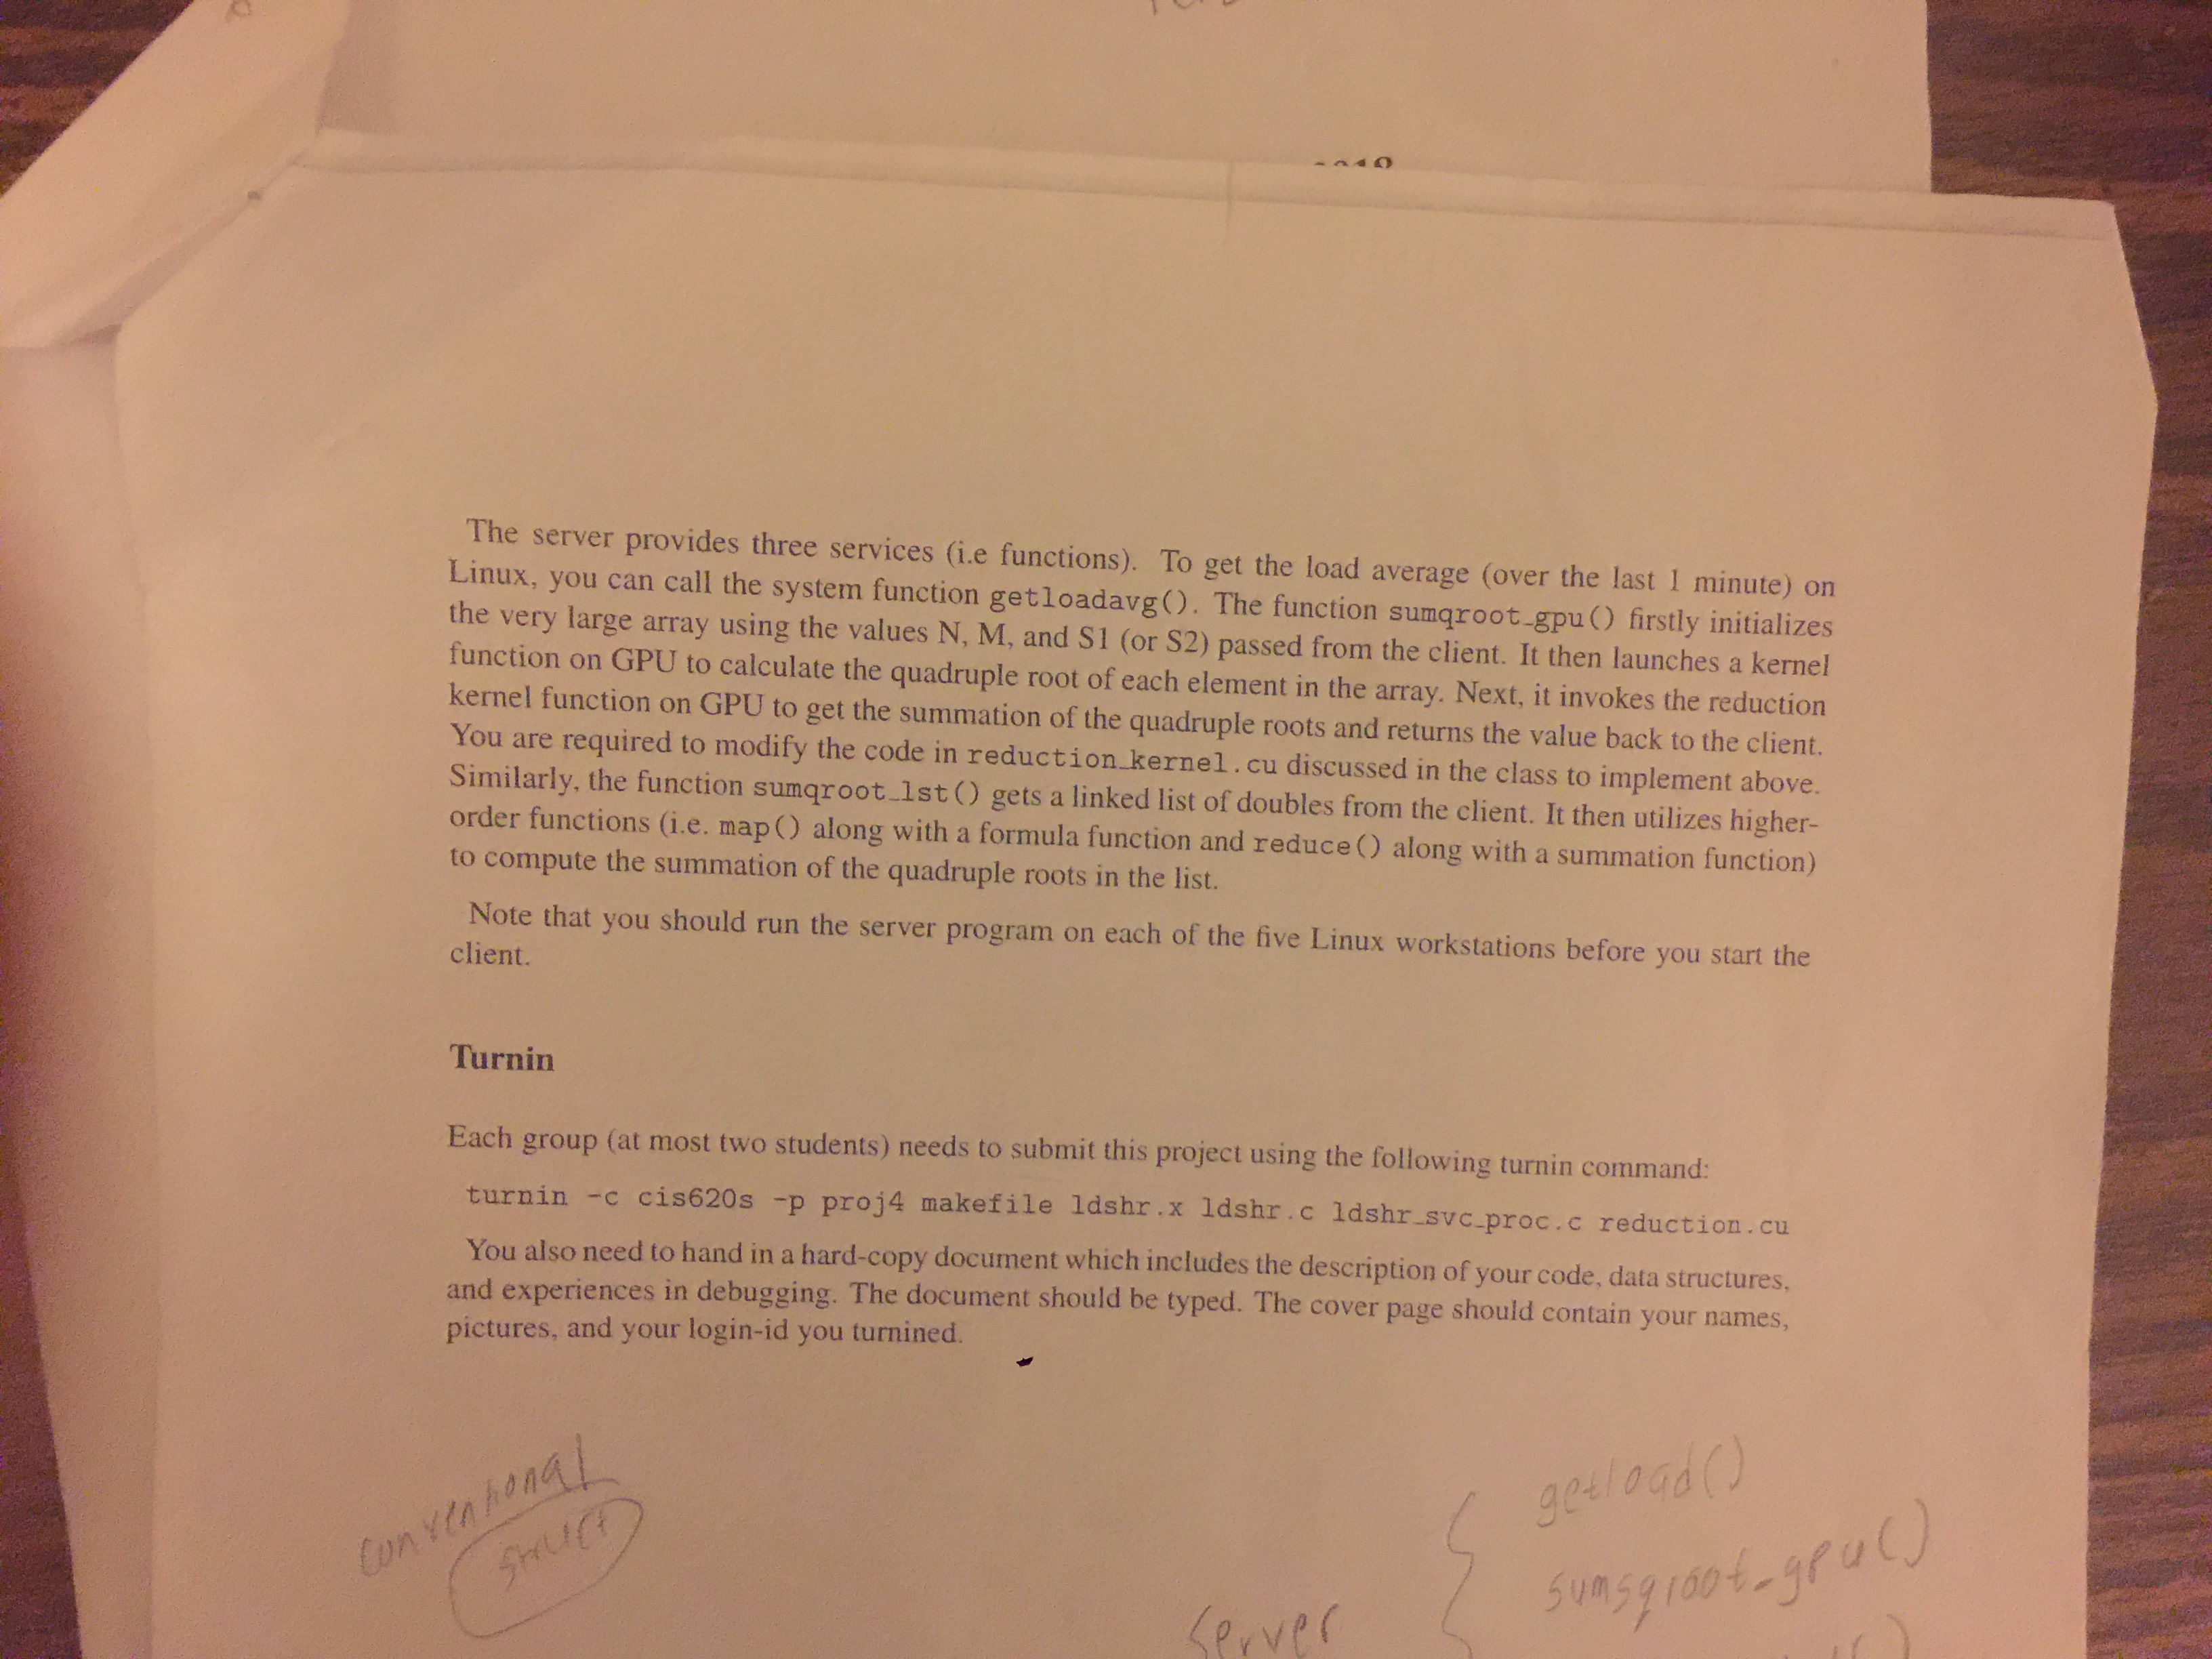 The server provides three services (i.e functions). To get the load average (over the last 1 minute) on
Linux, you can call the system function getloadavg(). The function sumqroot_gpu() firstly initializes
the very large array using the values N, M, and S1 (or S2) passed from the client. It then launches a kernel
function on GPU to calculate the quadruple root of each element in the array. Next, it invokes the reduction
kernel function on GPU to get the summation of the quadruple roots and returns the value back to the client.
You are required to modify the code in reduction_kernel.cu discussed in the class to implement above.
Similarly, the function sumqroot_lst() gets a linked list of doubles from the client. It then utilizes higher-
order functions (i.e. map() along with a formula function and reduce() along with a summation function)
to compute the summation of the quadruple roots in the list.
Note that you should run the server program on each of the five Linux workstations before you start the
client.
Turnin
Each group (at most two students) needs to submit this project using the following turnin command:
turnin -c cis620s -p proj4 makefile ldshr.x ldshr.c ldshr_svc_proc.c reduction.cu
You also need to hand in a hard-copy document which includes the description of your code, data structures,
and experiences in debugging. The document should be typed. The cover page should contain your names,
pictures, and your login-id you turnined.
conventional
getload()
server
sumsqroot-gpu()